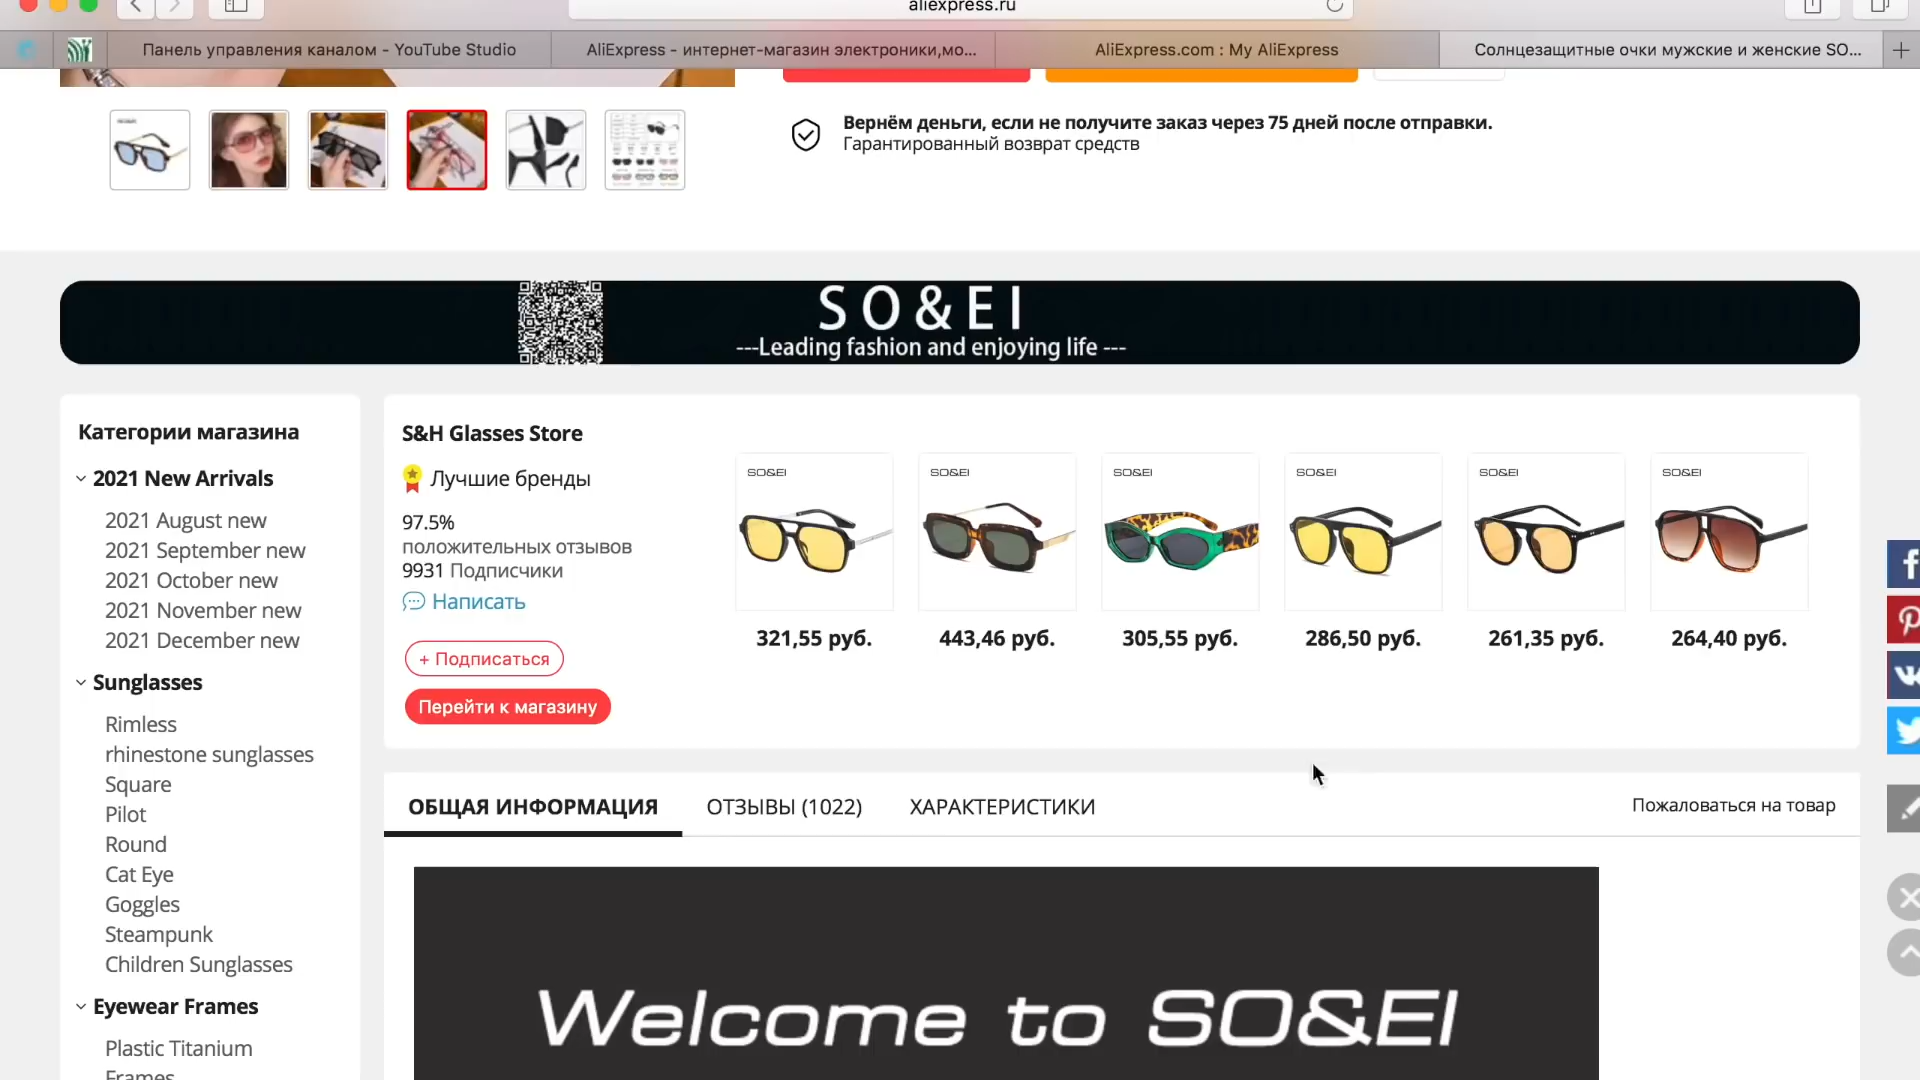 aliexpress.ru
Панель управления каналом - YouTube Studio
AliExpress - интернет-магазин электроники,мо...
AliExpress.com : My AliExpress
Солнцезащитные очки мужские и женские SO...
Вернём деньги, если не получите заказ через 75 дней после отправки.
Гарантированный возврат средств
SO&EI
---Leading fashion and enjoying life ---
Категории магазина
2021 New Arrivals
2021 August new
2021 September new
2021 October new
2021 November new
2021 December new
Sunglasses
Rimless
rhinestone sunglasses
Square
Pilot
Round
Cat Eye
Goggles
Steampunk
Children Sunglasses
Eyewear Frames
Plastic Titanium
Frames
S&H Glasses Store
Лучшие бренды
97.5%
положительных отзывов
9931 Подписчики
Написать
+ Подписаться
Перейти к магазину
SO&EI
SO&EI
SO&EI
SO&EI
SO&EI
SO&EI
321,55 руб.
443,46 руб.
305,55 руб.
286,50 руб.
261,35 руб.
264,40 руб.
ОБЩАЯ ИНФОРМАЦИЯ
ОТЗЫВЫ (1022)
ХАРАКТЕРИСТИКИ
Пожаловаться на товар
Welcome to SO&EI